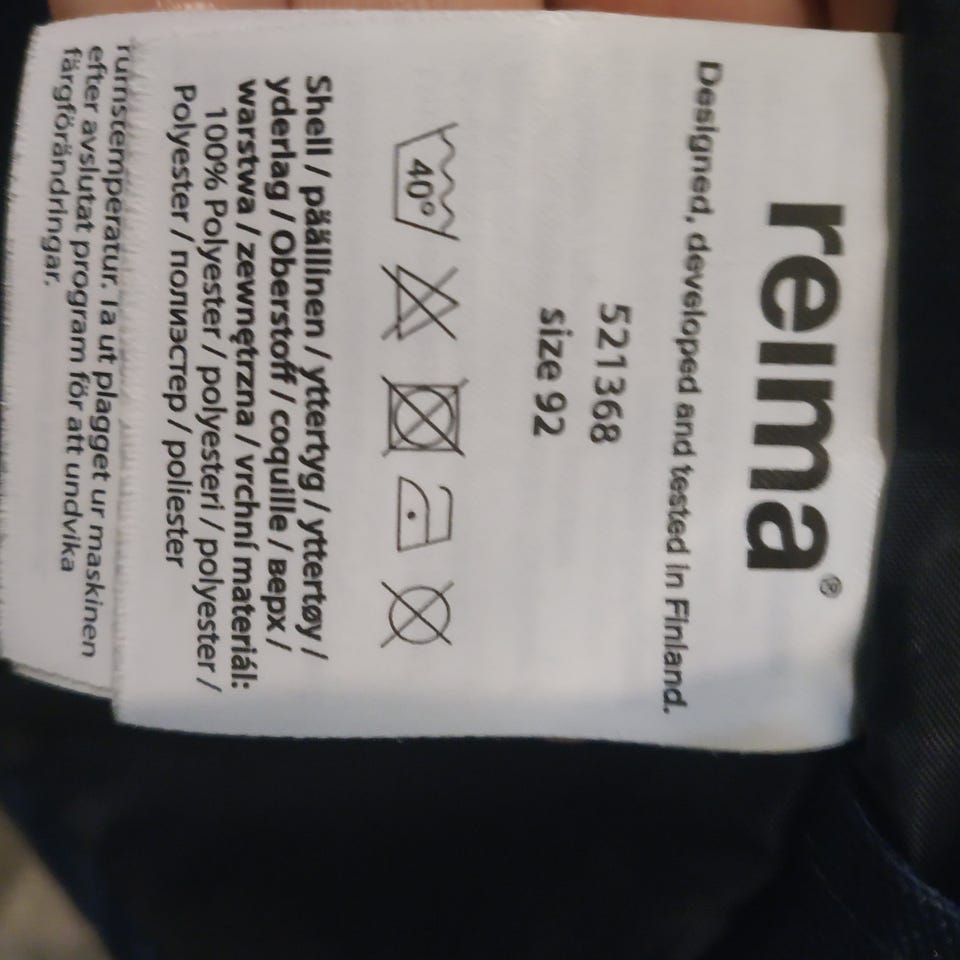 reima®
Designed, developed and tested in Finland.
521368
size 92
40°
Shell / päällinen / yttertyg / yttertøy /
yderlag / Oberstoff / coquille / верх /
warstwa / zewnętrzna / vrchní materiál:
100% Polyester / polyesteri / polyester /
Polyester / полиэстер / poliester
rumstemperatur. Ta ut plagget ur maskinen
efter avslutat program för att undvika
färgförändringar.